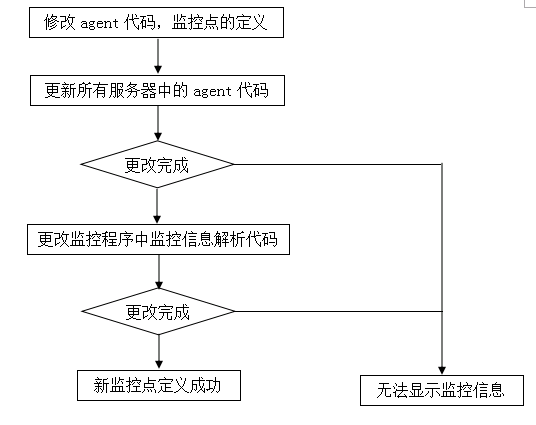 修改 agent 代码，监控点的定义
更新所有服务器中的 agent 代码
更改完成
更改监控程序中监控信息解析代码
更改完成
新监控点定义成功
无法显示监控信息